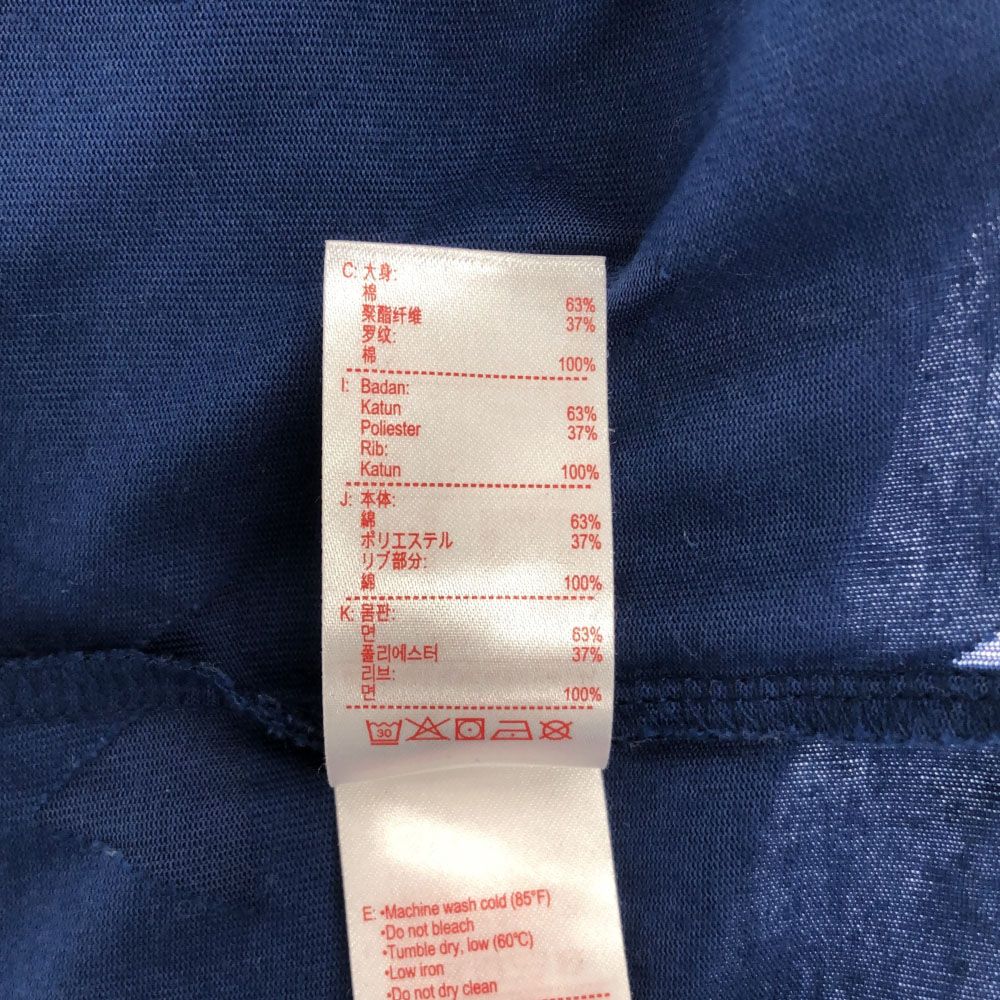 C: 大身:
棉 63%
聚酯纤维 37%
罗纹:
棉 100%
I: Badan:
Katun 63%
Poliester 37%
Rib:
Katun 100%
J: 本体:
綿 63%
ポリエステル 37%
リブ部分:
綿 100%
K: 몸판:
면 63%
폴리에스터 37%
리브:
면 100%
30
E: •Machine wash cold (85°F)
•Do not bleach
•Tumble dry, low (60°C)
•Low iron
•Do not dry clean